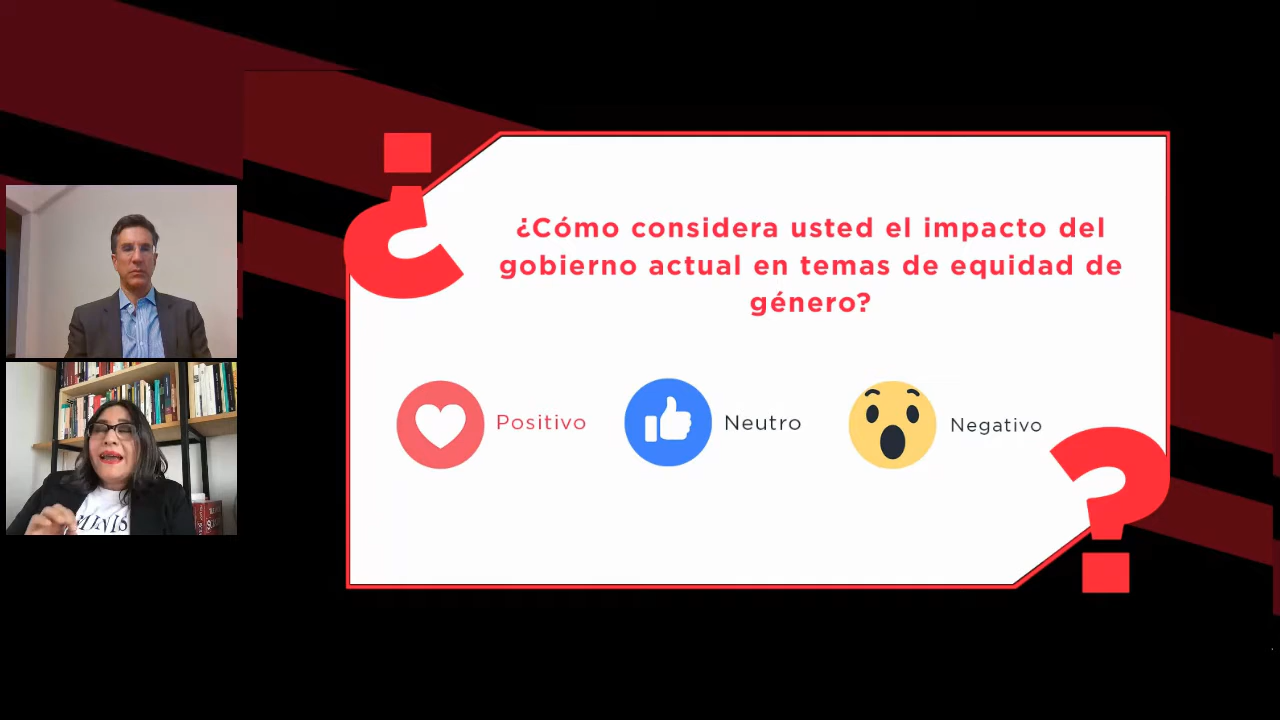 ¿Cómo considera usted el impacto del
gobierno actual en temas de equidad de
género?
Positivo
Neutro
Negativo